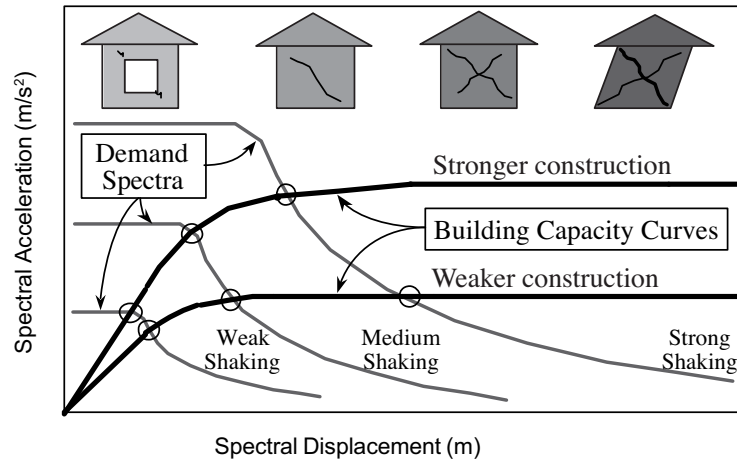 Spectral Acceleration (m/s²)
Demand
Spectra
Stronger construction
Building Capacity Curves
Weaker construction
Weak
Shaking
Medium
Shaking
Strong
Shaking
Spectral Displacement (m)